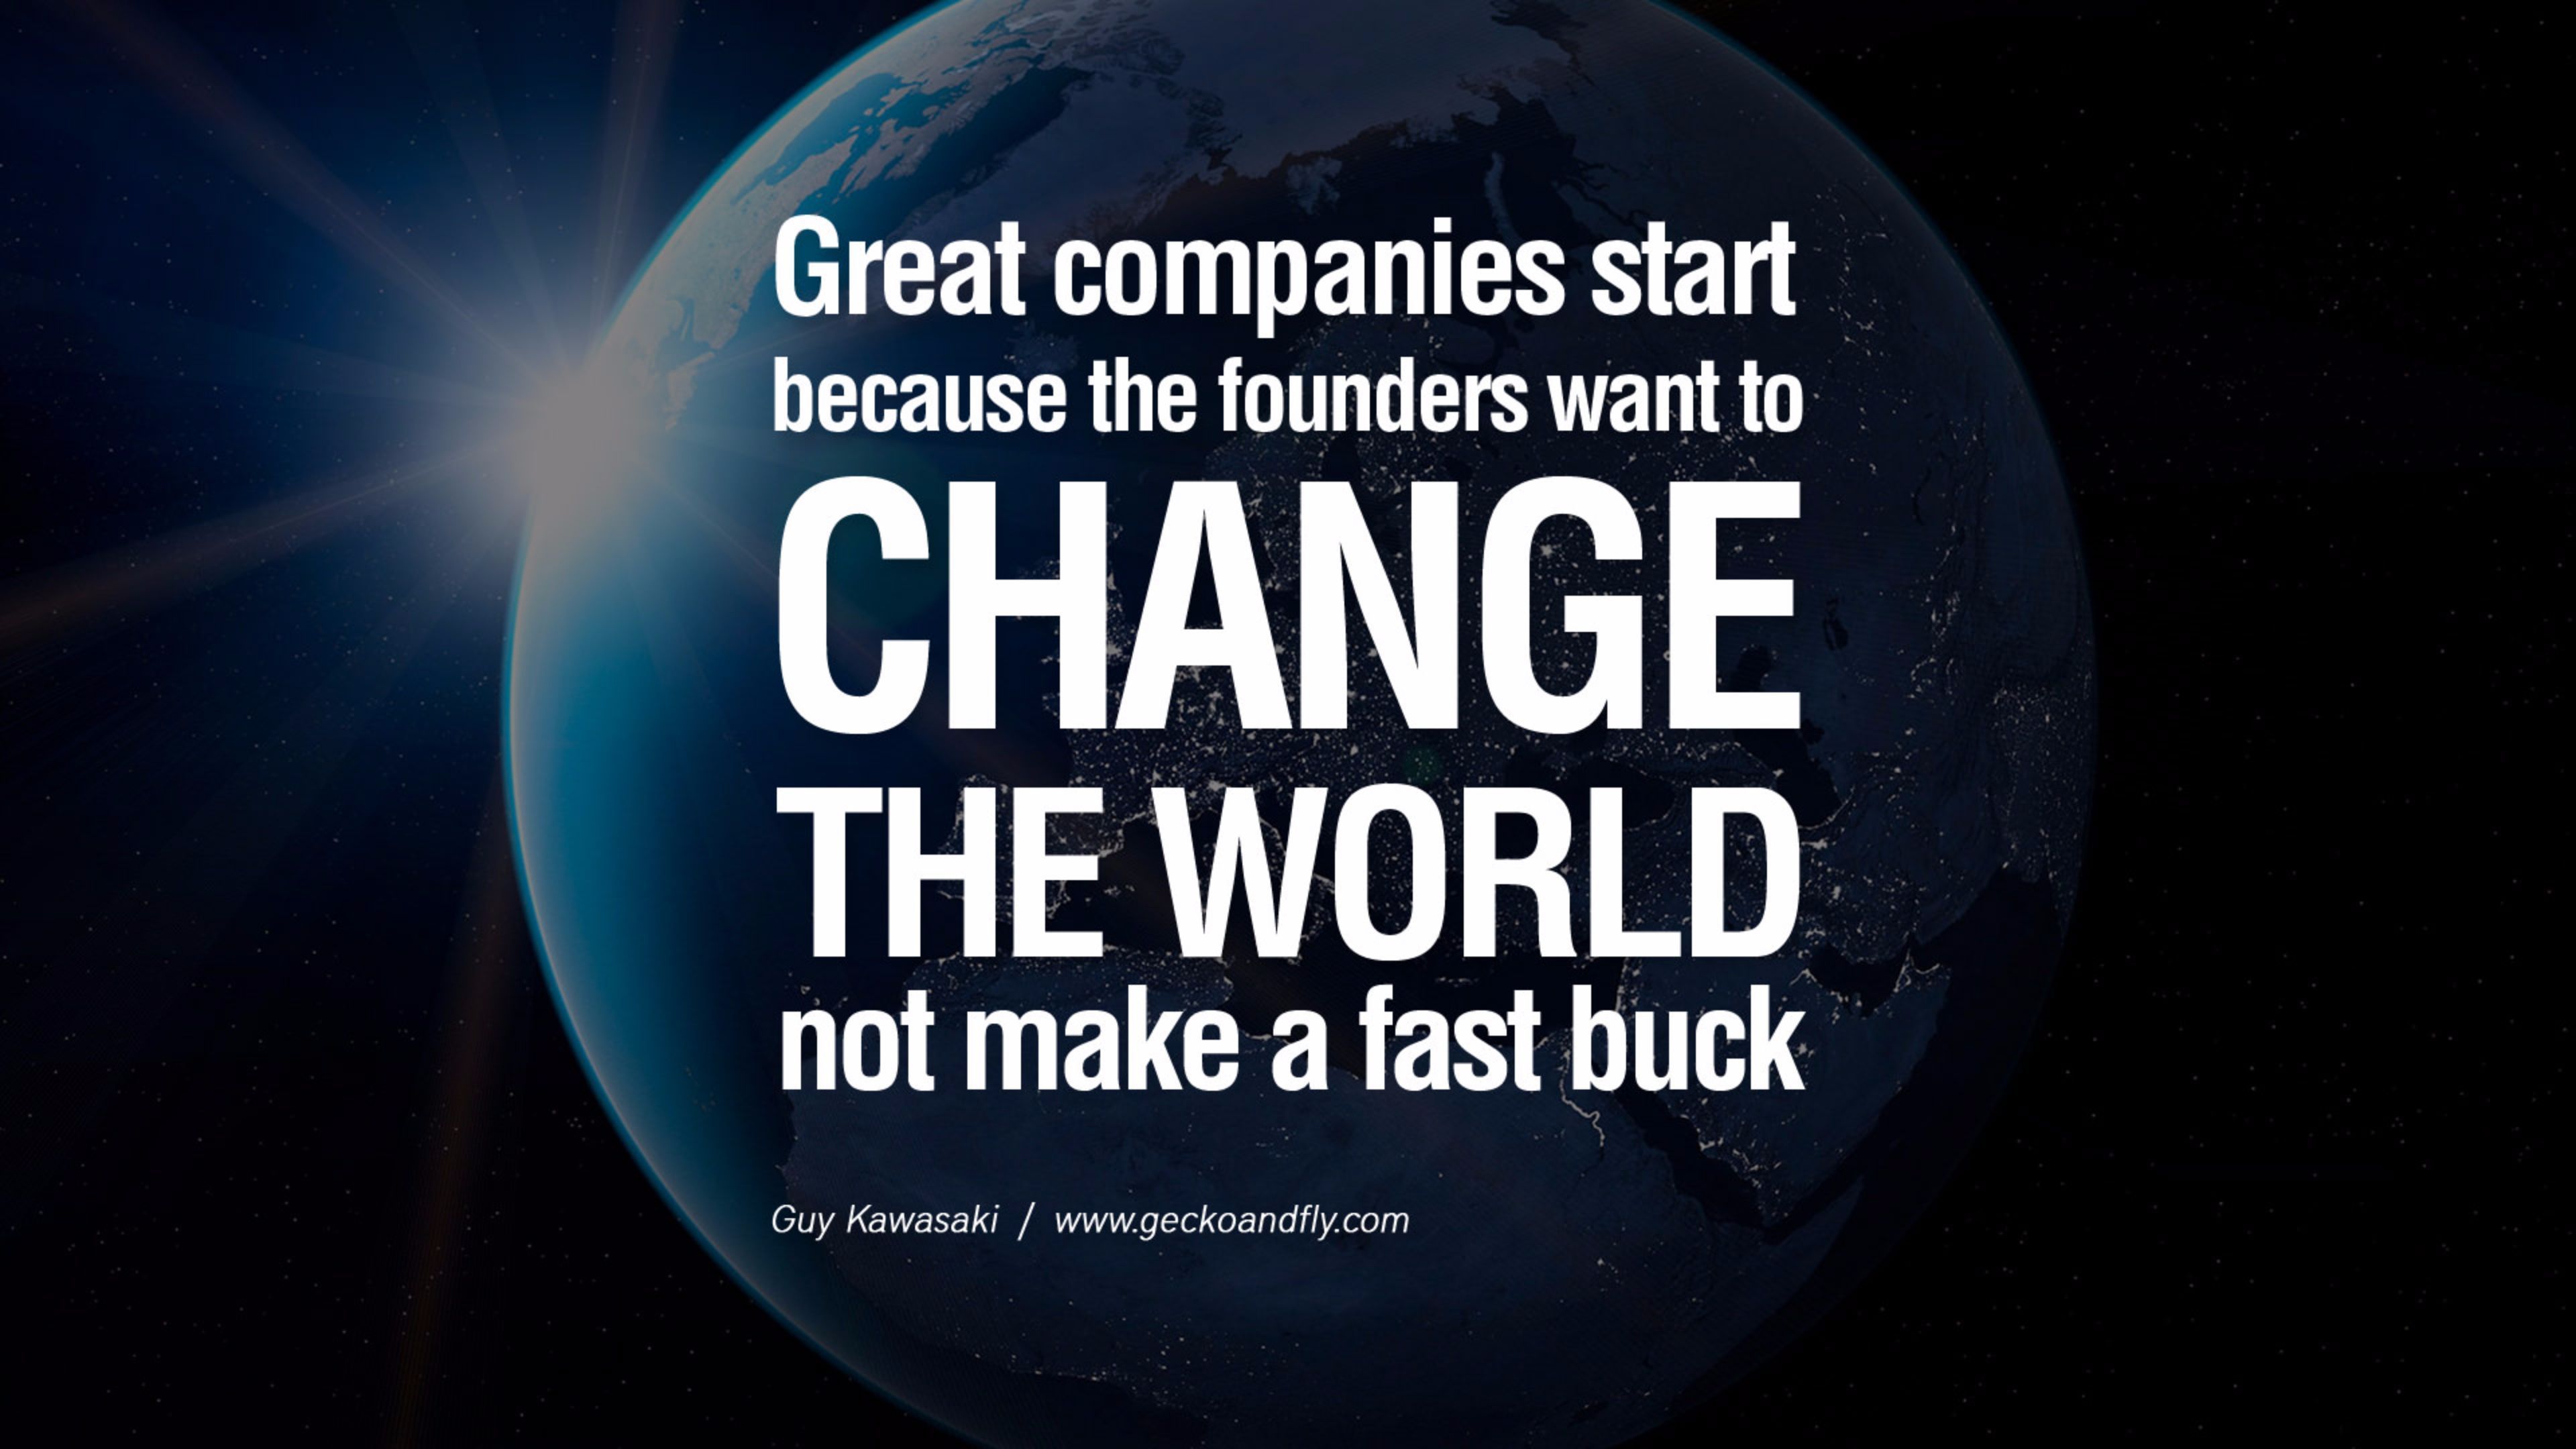 Great companies start
because the founders want to
CHANGE
THE WORLD
not make a fast buck
Guy Kawasaki / www.geckoandfly.com